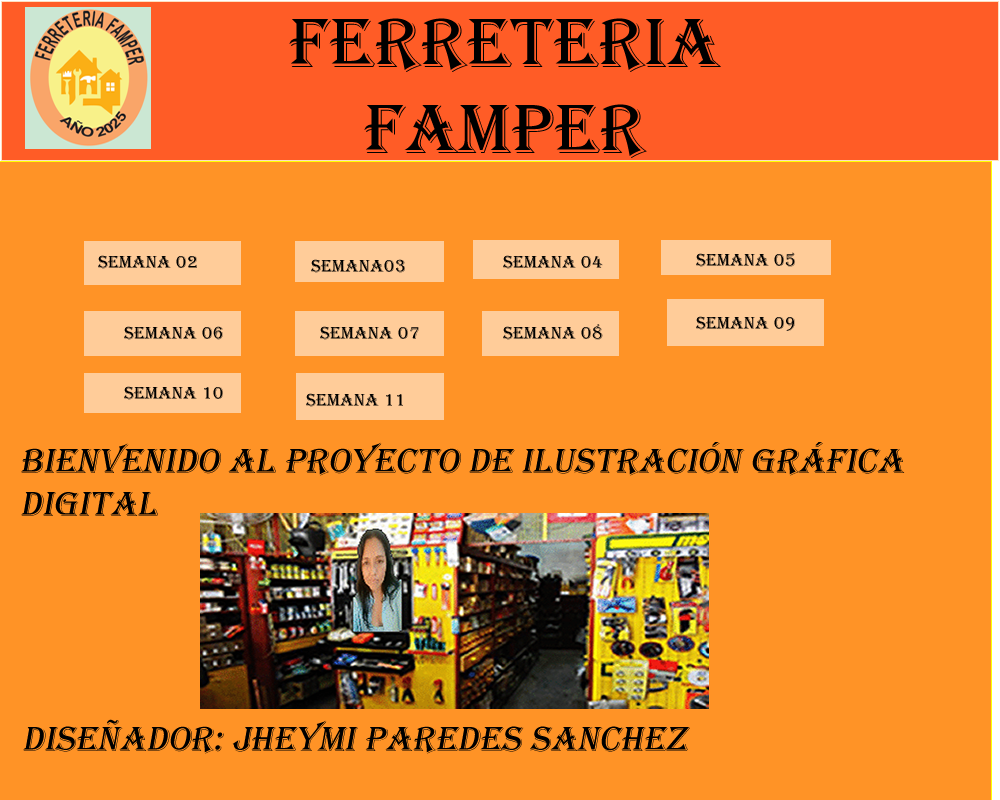 FERRETERIA FAMPER
AÑO 2025
FERRETERIA
FAMPER
SEMANA 02
SEMANA03
SEMANA 04
SEMANA 05
SEMANA 06
SEMANA 07
SEMANA 08
SEMANA 09
SEMANA 10
SEMANA 11
BIENVENIDO AL PROYECTO DE ILUSTRACIÓN GRÁFICA
DIGITAL
DISEÑADOR: JHEYMI PAREDES SANCHEZ